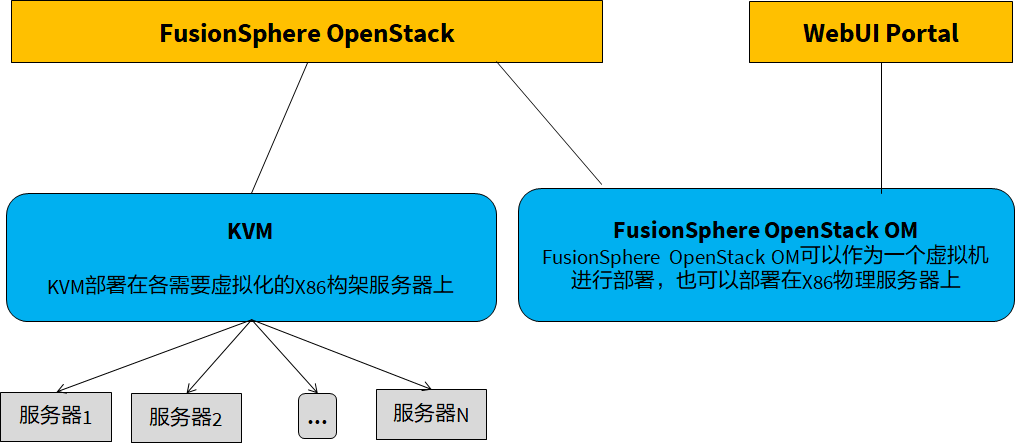 FusionSphere OpenStack
WebUI Portal
KVM
KVM部署在各需要虚拟化的X86构架服务器上
FusionSphere OpenStack OM
FusionSphere OpenStack OM可以作为一个虚拟机
进行部署，也可以部署在X86物理服务器上
服务器1
服务器2
...
服务器N